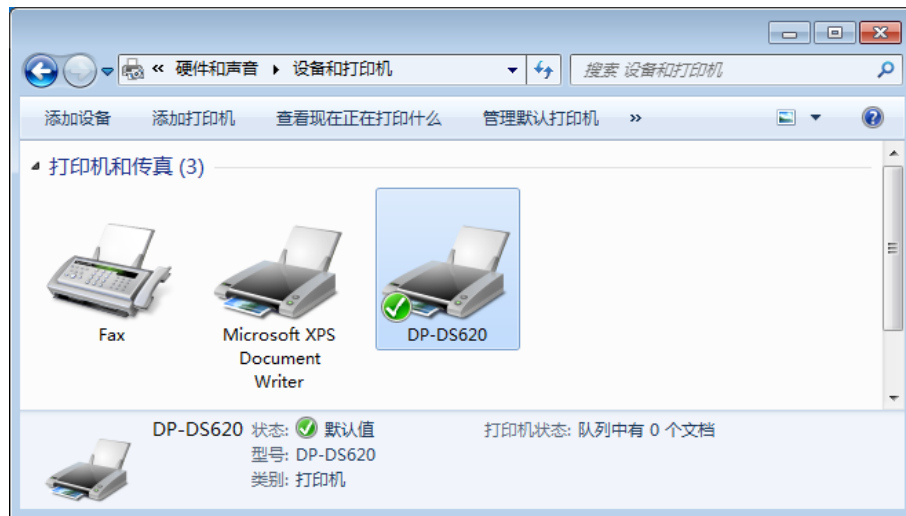 « 硬件和声音 ▸ 设备和打印机
搜索 设备和打印机
添加设备 添加打印机 查看现在正在打印什么 管理默认打印机 »
打印机和传真 (3)
Fax
Microsoft XPS
Document
Writer
DP-DS620
DP-DS620 状态: 默认值 打印机状态: 队列中有 0 个文档
型号: DP-DS620
类别: 打印机